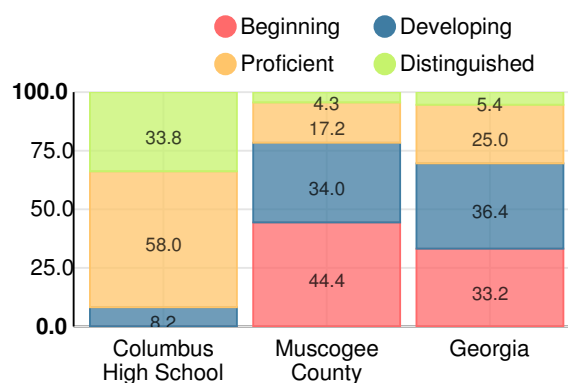 Beginning
Developing
Proficient
Distinguished
100.0
75.0
50.0
25.0
0.0
33.8
58.0
8.2
4.3
17.2
34.0
44.4
5.4
25.0
36.4
33.2
Columbus
High School
Muscogee
County
Georgia